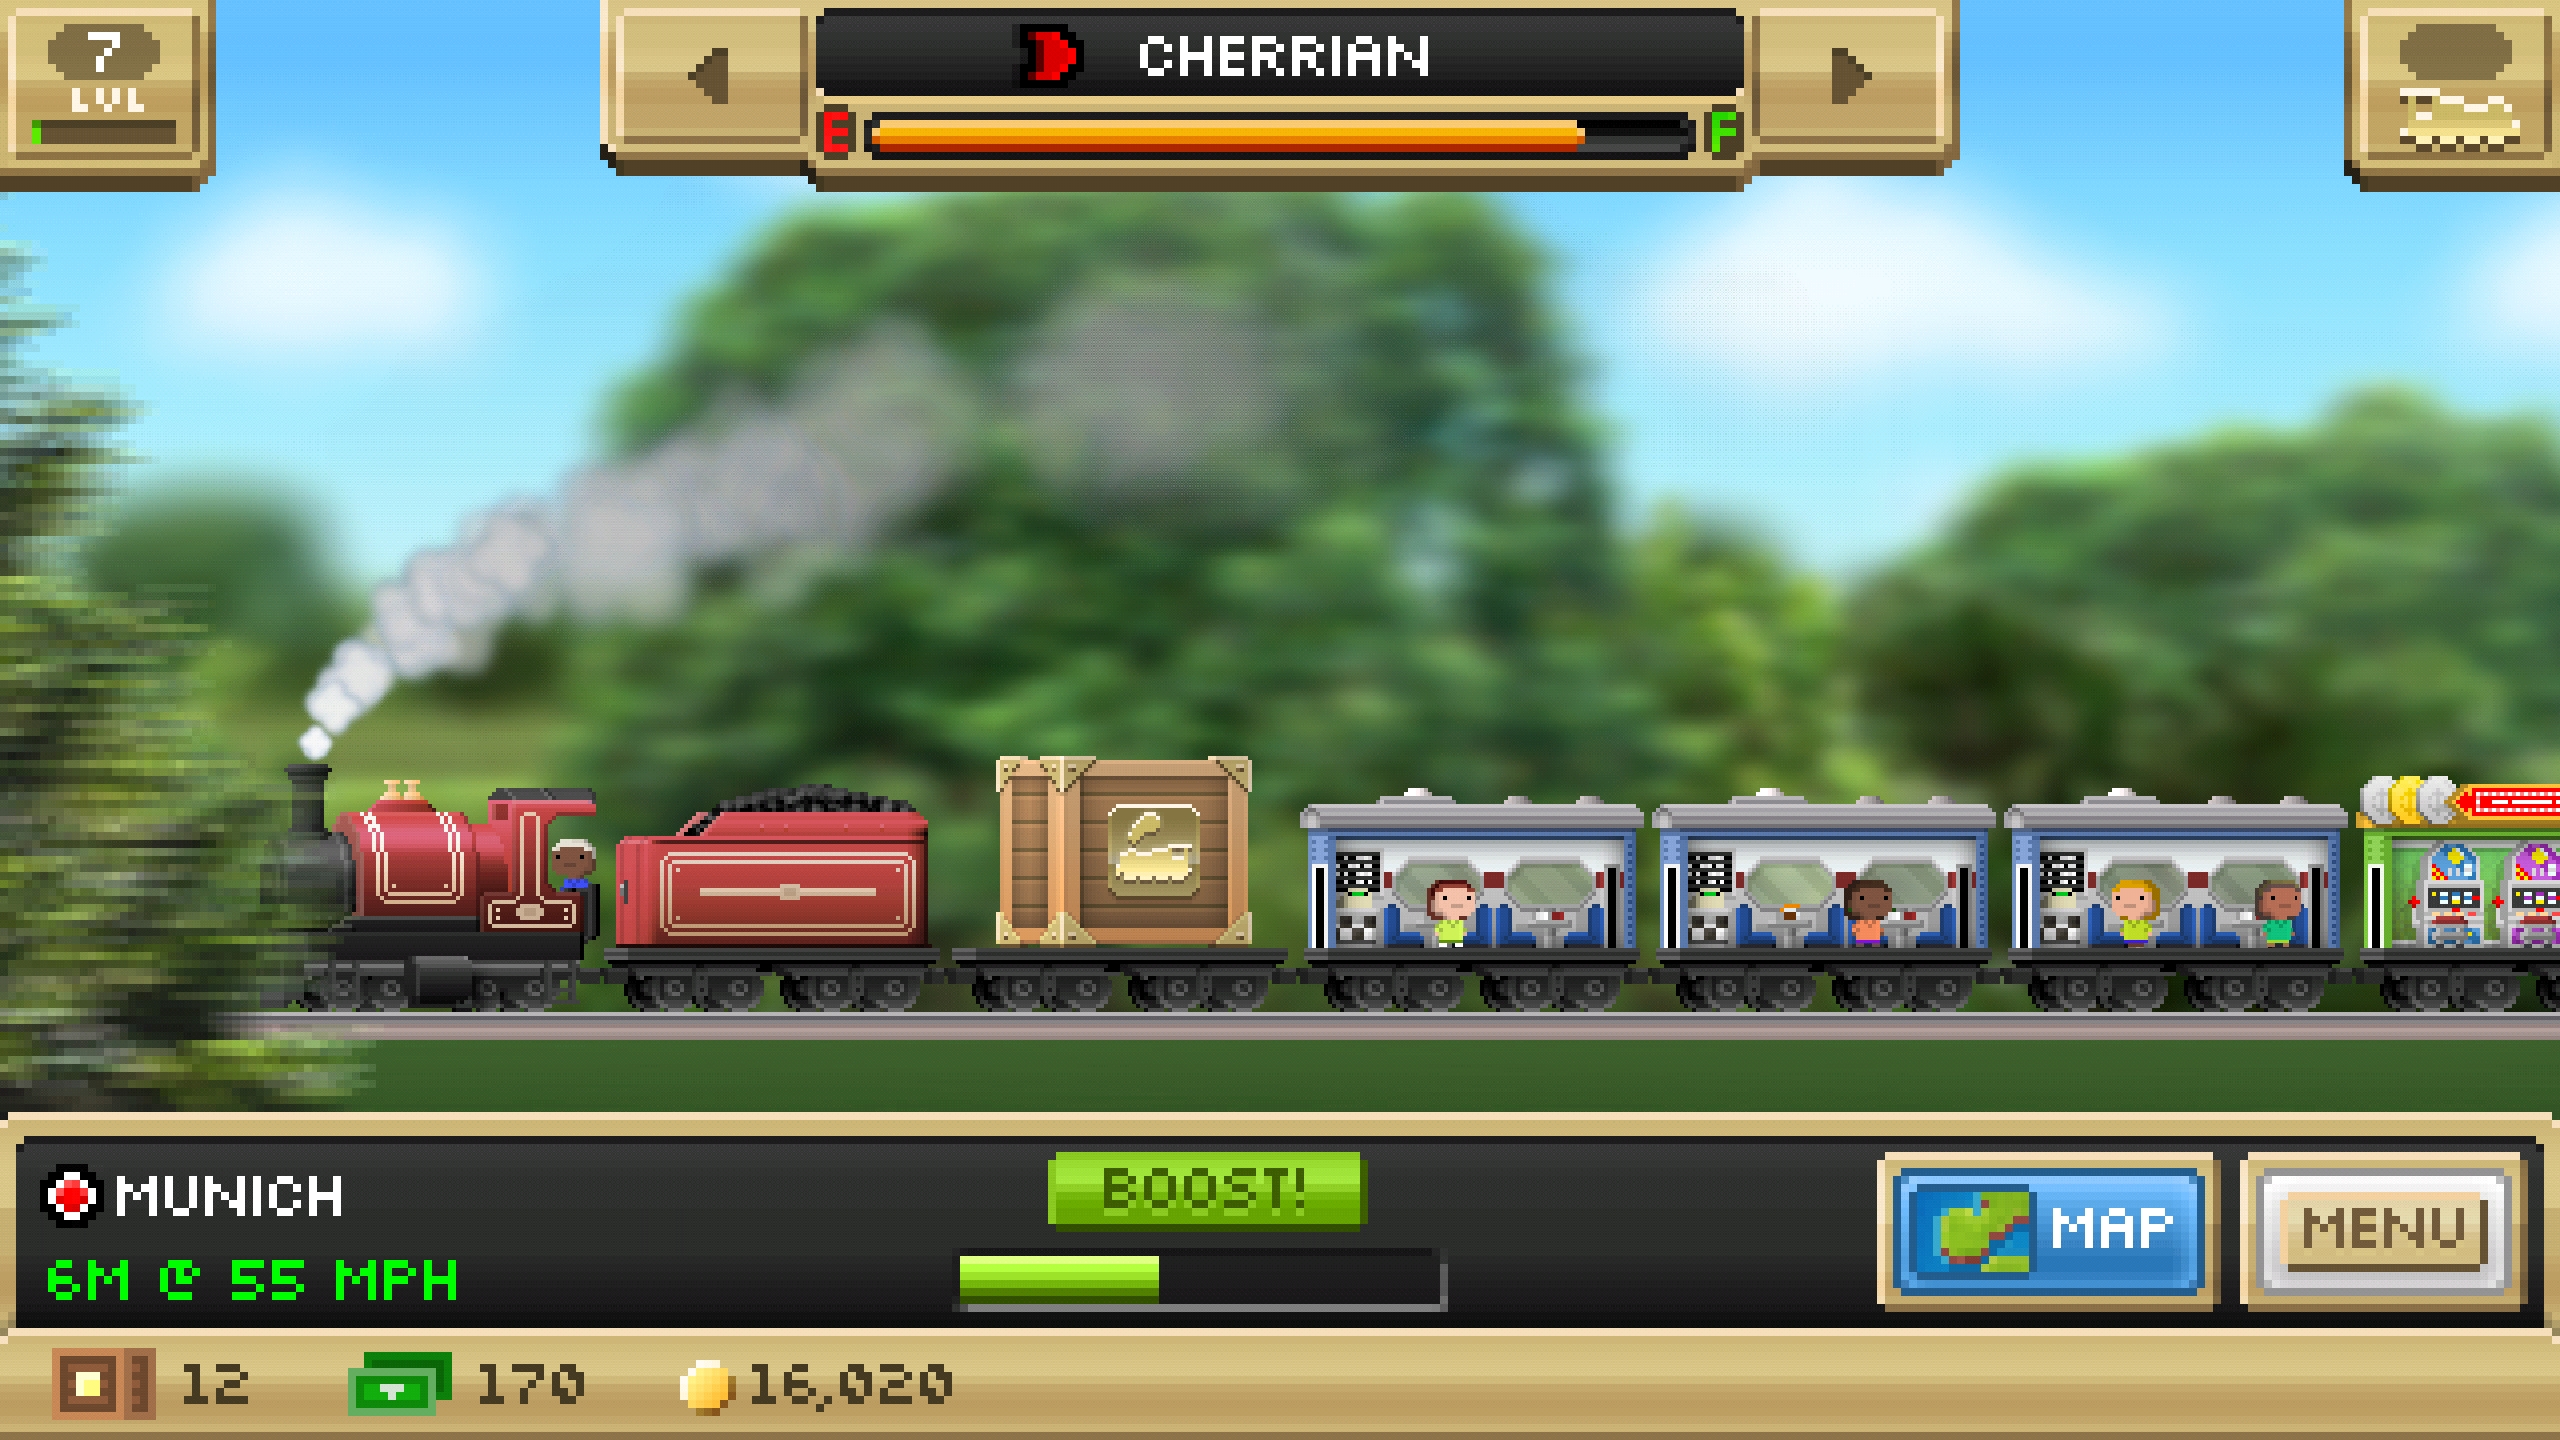 7
LVL
CHERRIAN
E F
MUNICH
6M @ 55 MPH
BOOST!
MAP
MENU
12
170
16,020